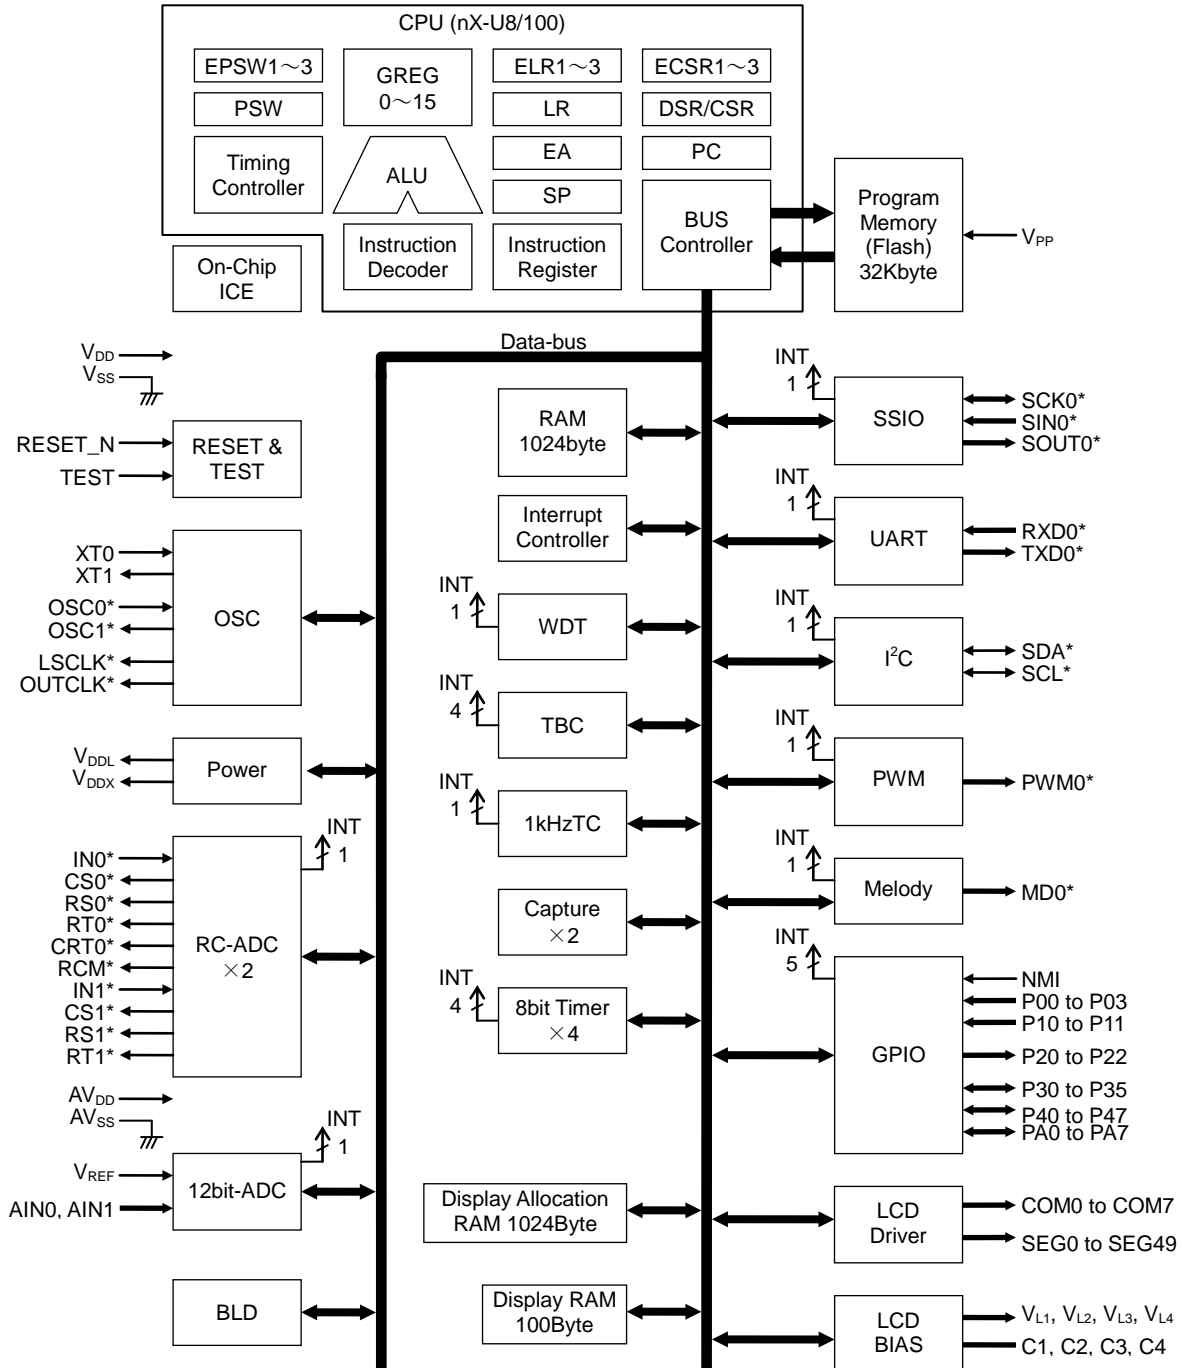 CPU (nX-U8/100)
EPSW1～3
GREG
0～15
ELR1～3
ECSR1～3
PSW
LR
DSR/CSR
Timing
Controller
ALU
EA
PC
SP
BUS
Controller
Program
Memory
(Flash)
32Kbyte
VPP
On-Chip
ICE
Instruction
Decoder
Instruction
Register
Data-bus
VDD
VSS
RESET_N
TEST
RESET &
TEST
XT0
XT1
OSC0*
OSC1*
LSCLK*
OUTCLK*
OSC
VDDL
VDDX
Power
IN0*
CS0*
RS0*
RT0*
CRT0*
RCM*
IN1*
CS1*
RS1*
RT1*
RC-ADC
×2
INT
1
AVDD
AVSS
VREF
AIN0, AIN1
12bit-ADC
INT
1
BLD
RAM
1024byte
Interrupt
Controller
INT
1
WDT
INT
4
TBC
INT
1
1kHzTC
Capture
×2
INT
4
8bit Timer
×4
Display Allocation
RAM 1024Byte
Display RAM
100Byte
INT
1
SSIO
SCK0*
SIN0*
SOUT0*
INT
1
UART
RXD0*
TXD0*
INT
1
I²C
SDA*
SCL*
INT
1
PWM
PWM0*
INT
1
Melody
MD0*
INT
5
GPIO
NMI
P00 to P03
P10 to P11
P20 to P22
P30 to P35
P40 to P47
PA0 to PA7
LCD
Driver
COM0 to COM7
SEG0 to SEG49
LCD
BIAS
VL1, VL2, VL3, VL4
C1, C2, C3, C4